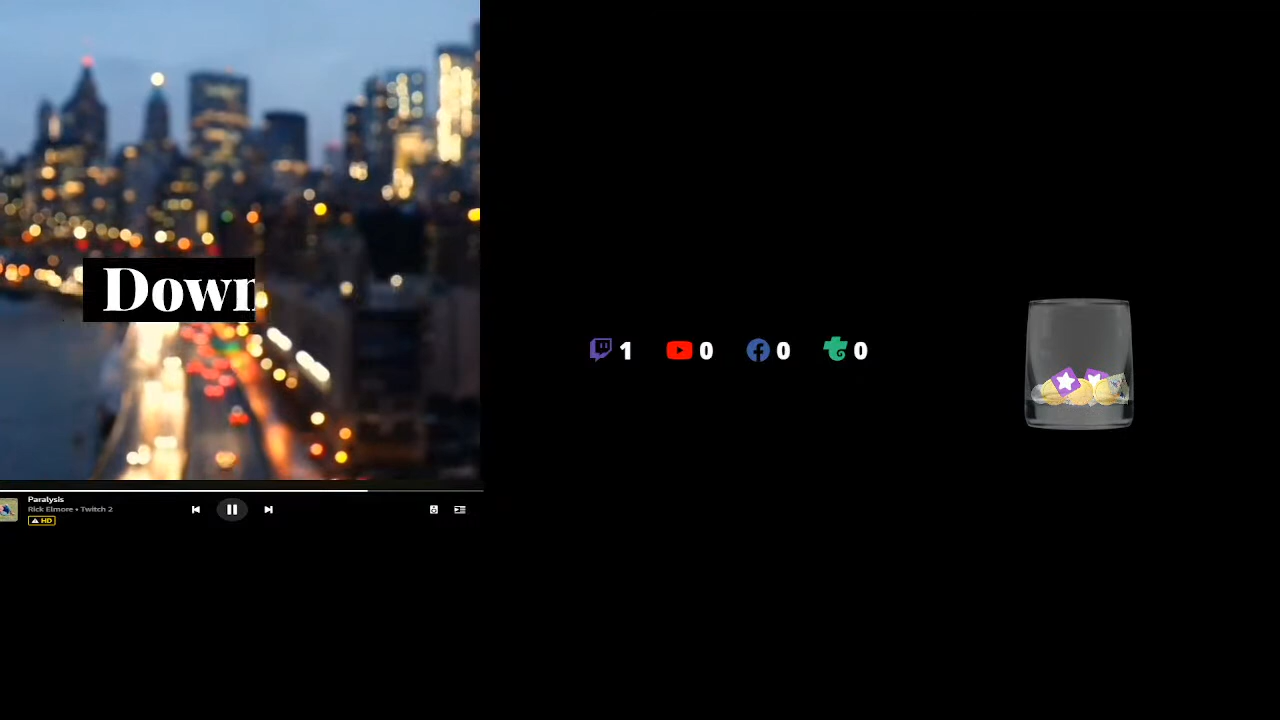 Down
1 0 0 0
Paralysis
Rick Elmore • Twitch 2
HD